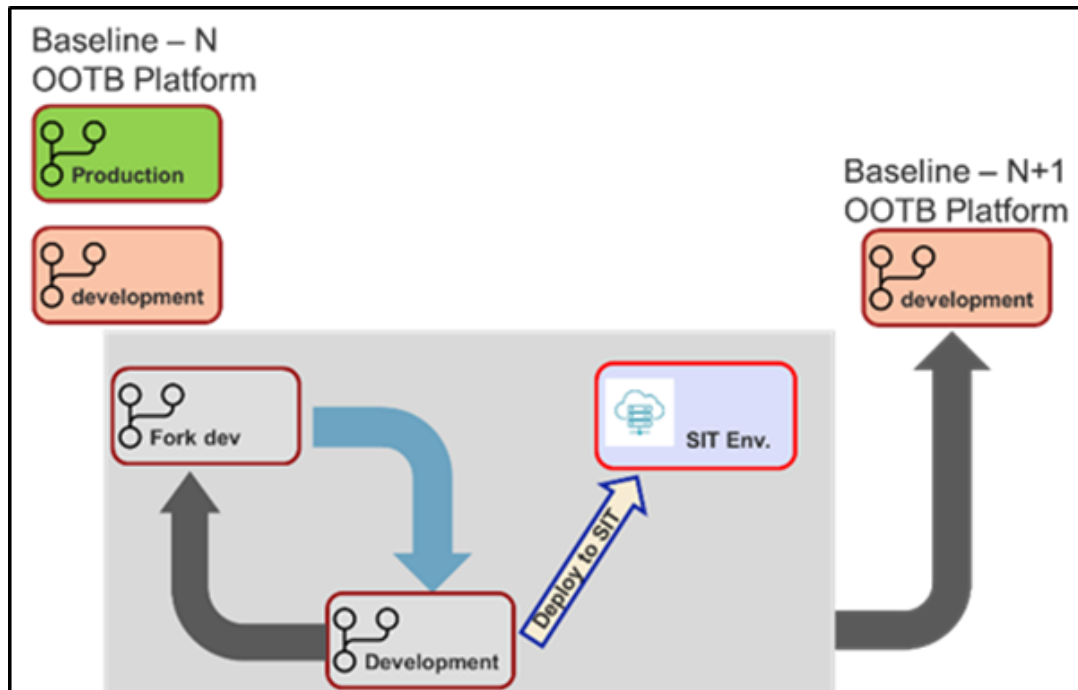 Baseline – N
OOTB Platform
Production
development
Baseline – N+1
OOTB Platform
development
Fork dev
SIT Env.
Deploy to SIT
Development